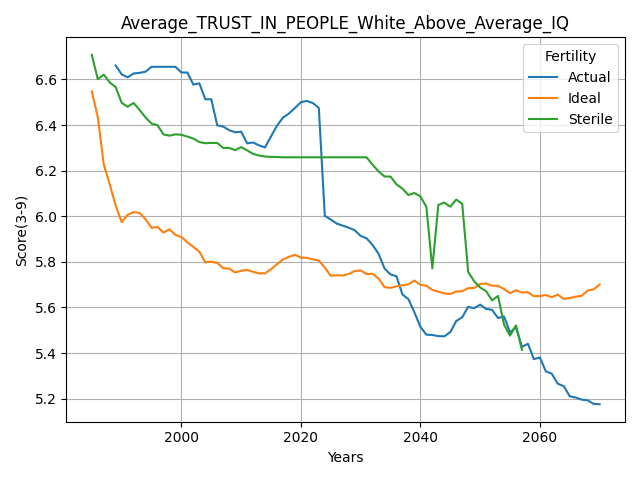 Average_TRUST_IN_PEOPLE_White_Above_Average_IQ
Fertility
Actual
Ideal
Sterile
Score(3-9)
6.6
6.4
6.2
6.0
5.8
5.6
5.4
5.2
2000
2020
2040
2060
Years